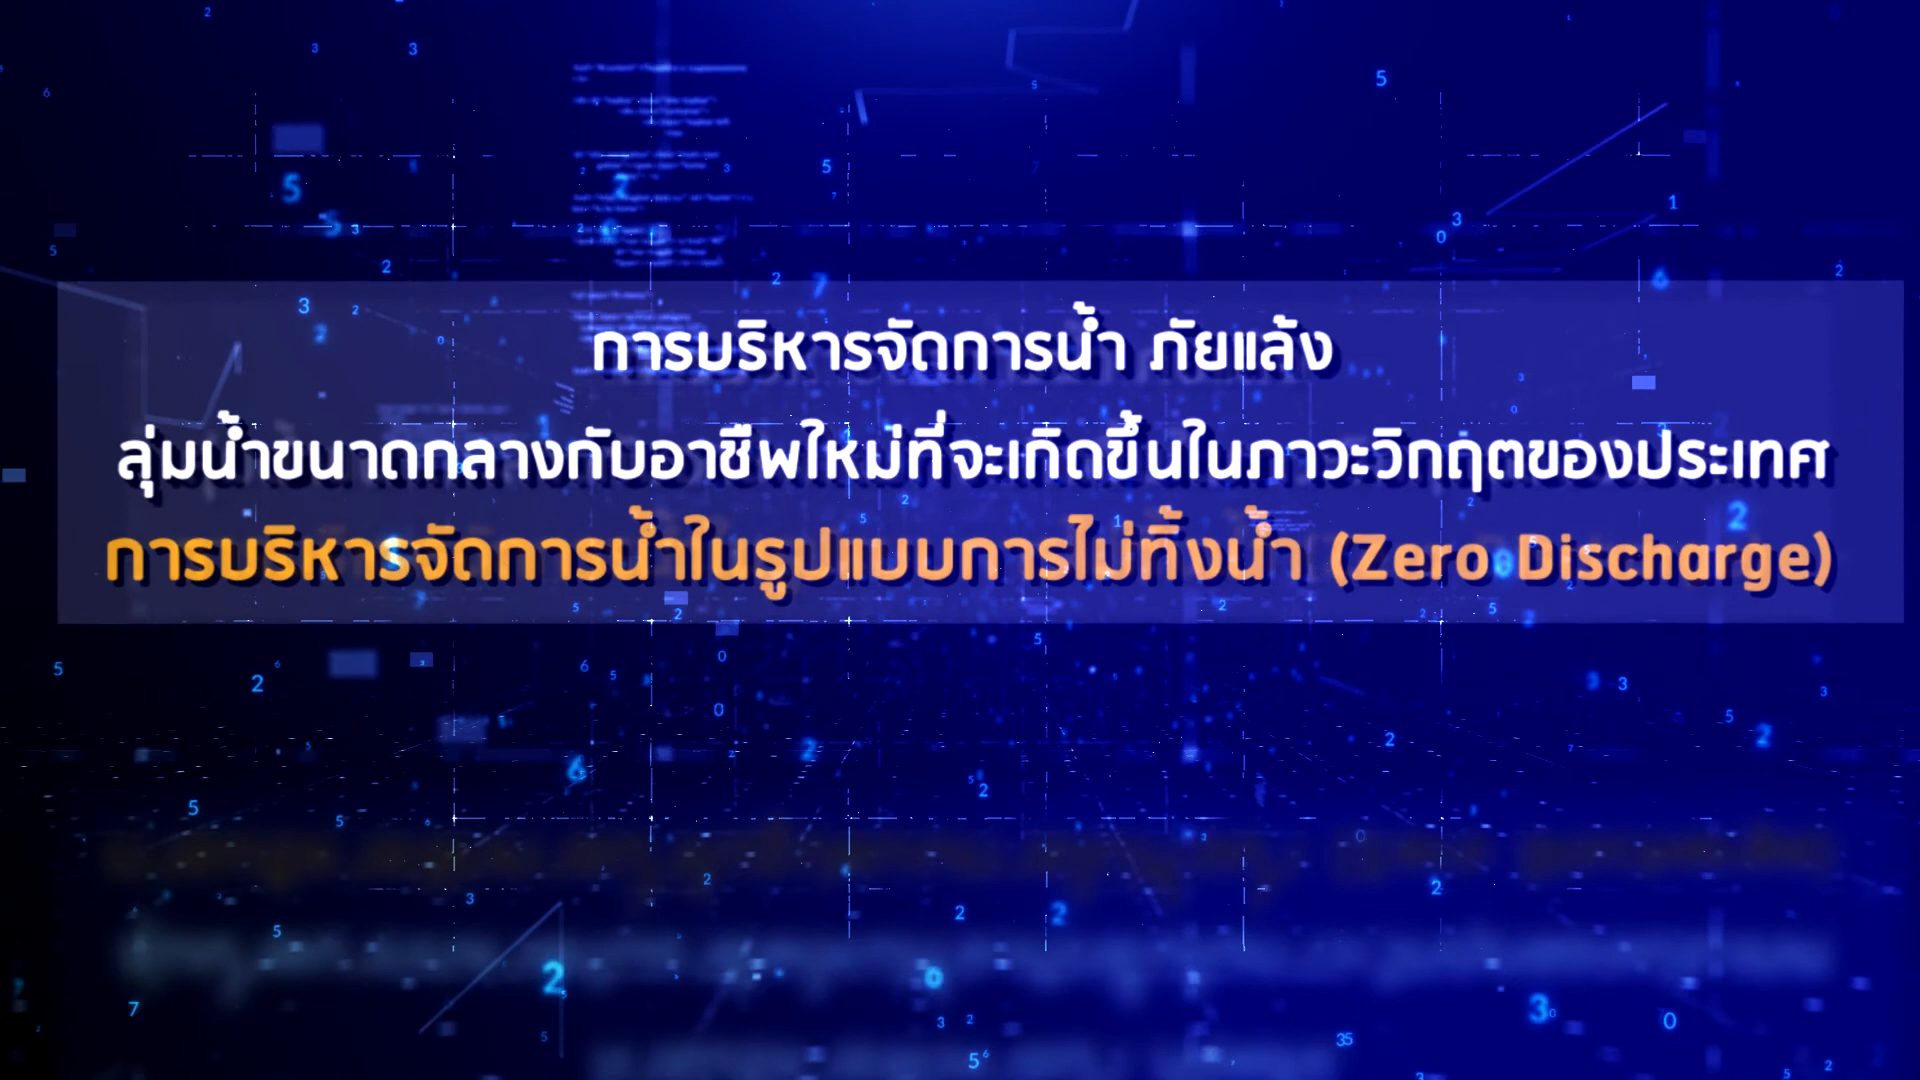 การบริหารจัดการน้ำ ภัยแล้ง
ลุ่มน้ำขนาดกลางกับอาชีพใหม่ที่จะเกิดขึ้นในภาวะวิกฤตของประเทศ
การบริหารจัดการน้ำในรูปแบบการไม่ทิ้งน้ำ (Zero Discharge)